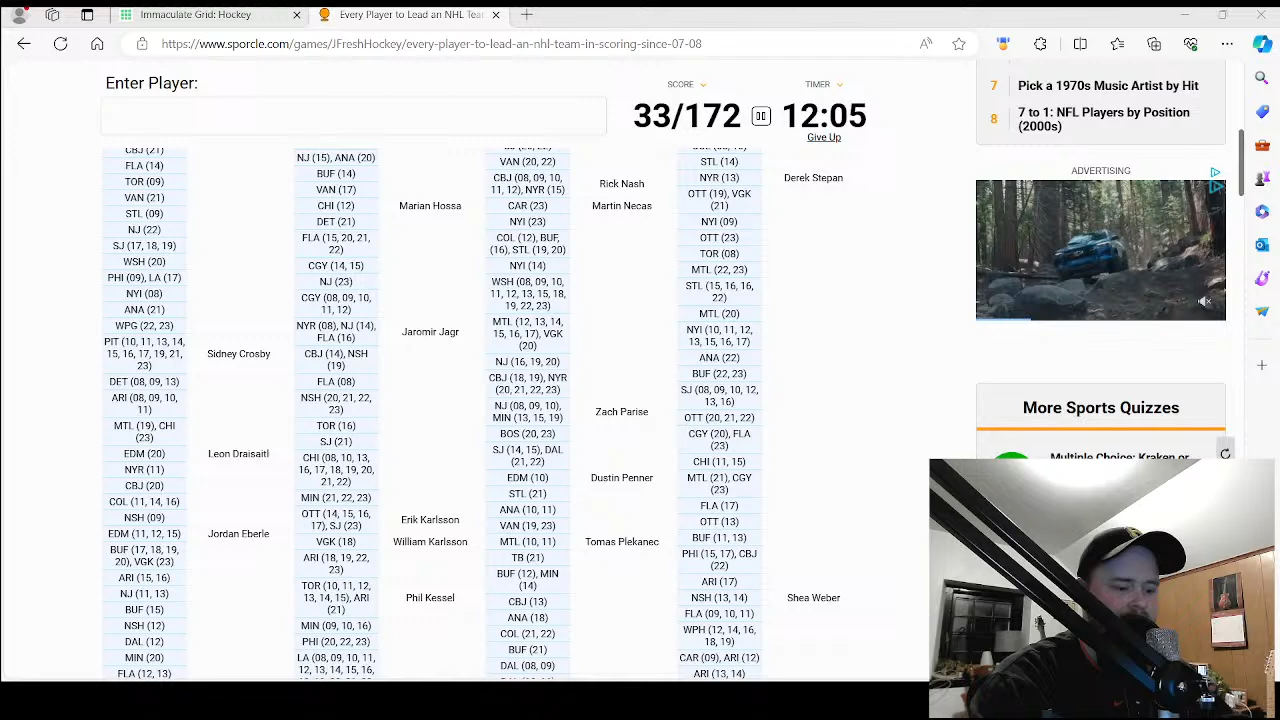 Immaculate Grid: Hockey
Every Player to Lead an NHL Tea
https://www.sporcle.com/games/JFreshHockey/every-player-to-lead-an-nhl-team-in-scoring-since-07-08
Enter Player:
SCORE
TIMER
33/172
12:05
Give Up
CBJ (21)
FLA (14)
TOR (09)
VAN (21)
STL (09)
NJ (22)
SJ (17, 18, 19)
WSH (20)
PHI (09), LA (17)
NYI (08)
ANA (21)
WPG (22, 23)
PIT (10, 11, 13, 14,
15, 16, 17, 19, 21,
23)
Sidney Crosby
DET (08, 09, 13)
ARI (08, 09, 10,
11)
MTL (19), CHI
(23)
EDM (20)
Leon Draisaitl
NYR (11)
CBJ (20)
COL (11, 14, 16)
NSH (09)
EDM (11, 12, 15)
Jordan Eberle
BUF (17, 18, 19,
20), VGK (23)
ARI (15, 16)
NJ (11, 13)
BUF (15)
NSH (12)
DAL (12)
MIN (20)
FLA (12, 13)
NJ (15), ANA (20)
BUF (14)
VAN (17)
CHI (12)
Marian Hossa
DET (21)
FLA (15, 20, 21,
22)
CGY (14, 15)
NJ (23)
CGY (08, 09, 10,
11, 12)
NYR (08), NJ (14),
FLA (16)
Jaromir Jagr
CBJ (14), NSH
(19)
FLA (08)
NSH (20, 21, 22,
23)
TOR (16)
SJ (21)
CHI (08, 10, 13,
16, 17, 18, 19, 20,
21, 22)
MIN (21, 22, 23)
OTT (14, 15, 16,
17), SJ (23)
Erik Karlsson
VGK (18)
William Karlsson
ARI (18, 19, 22,
23)
TOR (10, 11, 12,
13, 14, 15), ARI
(21)
Phil Kessel
MIN (09, 10, 16)
PHI (20, 22, 23)
LA (08, 09, 10, 11,
12, 13, 14, 15, 16,
VAN (20, 22)
CBJ (08, 09, 10,
11, 12), NYR (15)
Rick Nash
CAR (23)
Martin Necas
NYI (23)
COL (12), BUF,
(16), STL (19, 20)
NYI (14)
WSH (08, 09, 10,
11, 12, 13, 15, 18,
19, 22, 23)
MTL (12, 13, 14,
15, 16, 17), VGK
(20)
NJ (16, 19, 20)
CBJ (18, 19), NYR
(20, 21, 22, 23)
NJ (08, 09, 10),
MIN (13, 15, 19)
Zach Parise
BOS (20, 23)
SJ (14, 15), DAL
(21, 22)
EDM (10)
Dustin Penner
STL (21)
ANA (10, 11)
VAN (19, 23)
MTL (10, 11)
Tomas Plekanec
TB (21)
BUF (12), MIN
(14)
CBJ (13)
ANA (18)
COL (21, 22)
BUF (21)
DAL (08, 09)
STL (14)
NYR (13)
Derek Stepan
OTT (19), VGK
(21)
NYI (09)
OTT (23)
TOR (08)
MTL (22, 23)
STL (15, 16, 16,
22)
MTL (20)
NYI (10, 11, 12,
13, 15, 16, 17)
ANA (22)
BUF (22, 23)
SJ (08, 09, 10, 12,
13, 16)
OTT (20, 21, 22)
CGY (20), FLA
(23)
CHI (11, 15)
MTL (21), CGY
(23)
FLA (17)
OTT (13)
BUF (11, 13)
PHI (15, 17), CBJ
(22)
ARI (17)
NSH (13, 14)
Shea Weber
FLA (09, 10, 11)
WPH (12, 14, 16,
18, 19)
CAR (09), ARI (12)
ARI (13, 14)
7 Pick a 1970s Music Artist by Hit
8 7 to 1: NFL Players by Position
(2000s)
ADVERTISING
More Sports Quizzes
Multiple Choice: Kraken or